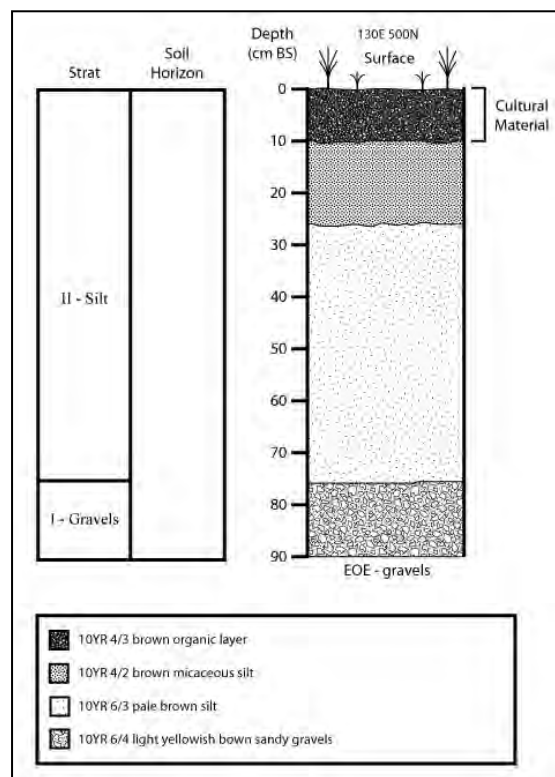 Strat
Soil
Horizon
Depth
(cm BS)
130E 500N
Surface
0
10
20
30
40
50
60
70
80
90
Cultural
Material
II - Silt
I - Gravels
EOE - gravels
10YR 4/3 brown organic layer
10YR 4/2 brown micaceous silt
10YR 6/3 pale brown silt
10YR 6/4 light yellowish bown sandy gravels